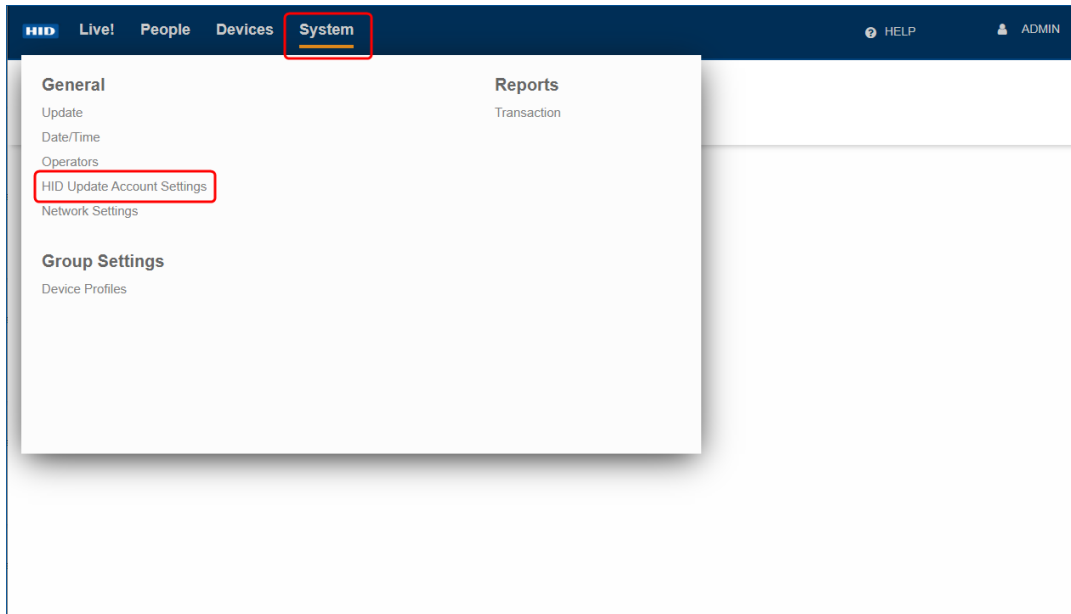 HID Live! People Devices System HELP ADMIN
General
Update
Date/Time
Operators
HID Update Account Settings
Network Settings
Group Settings
Device Profiles
Reports
Transaction